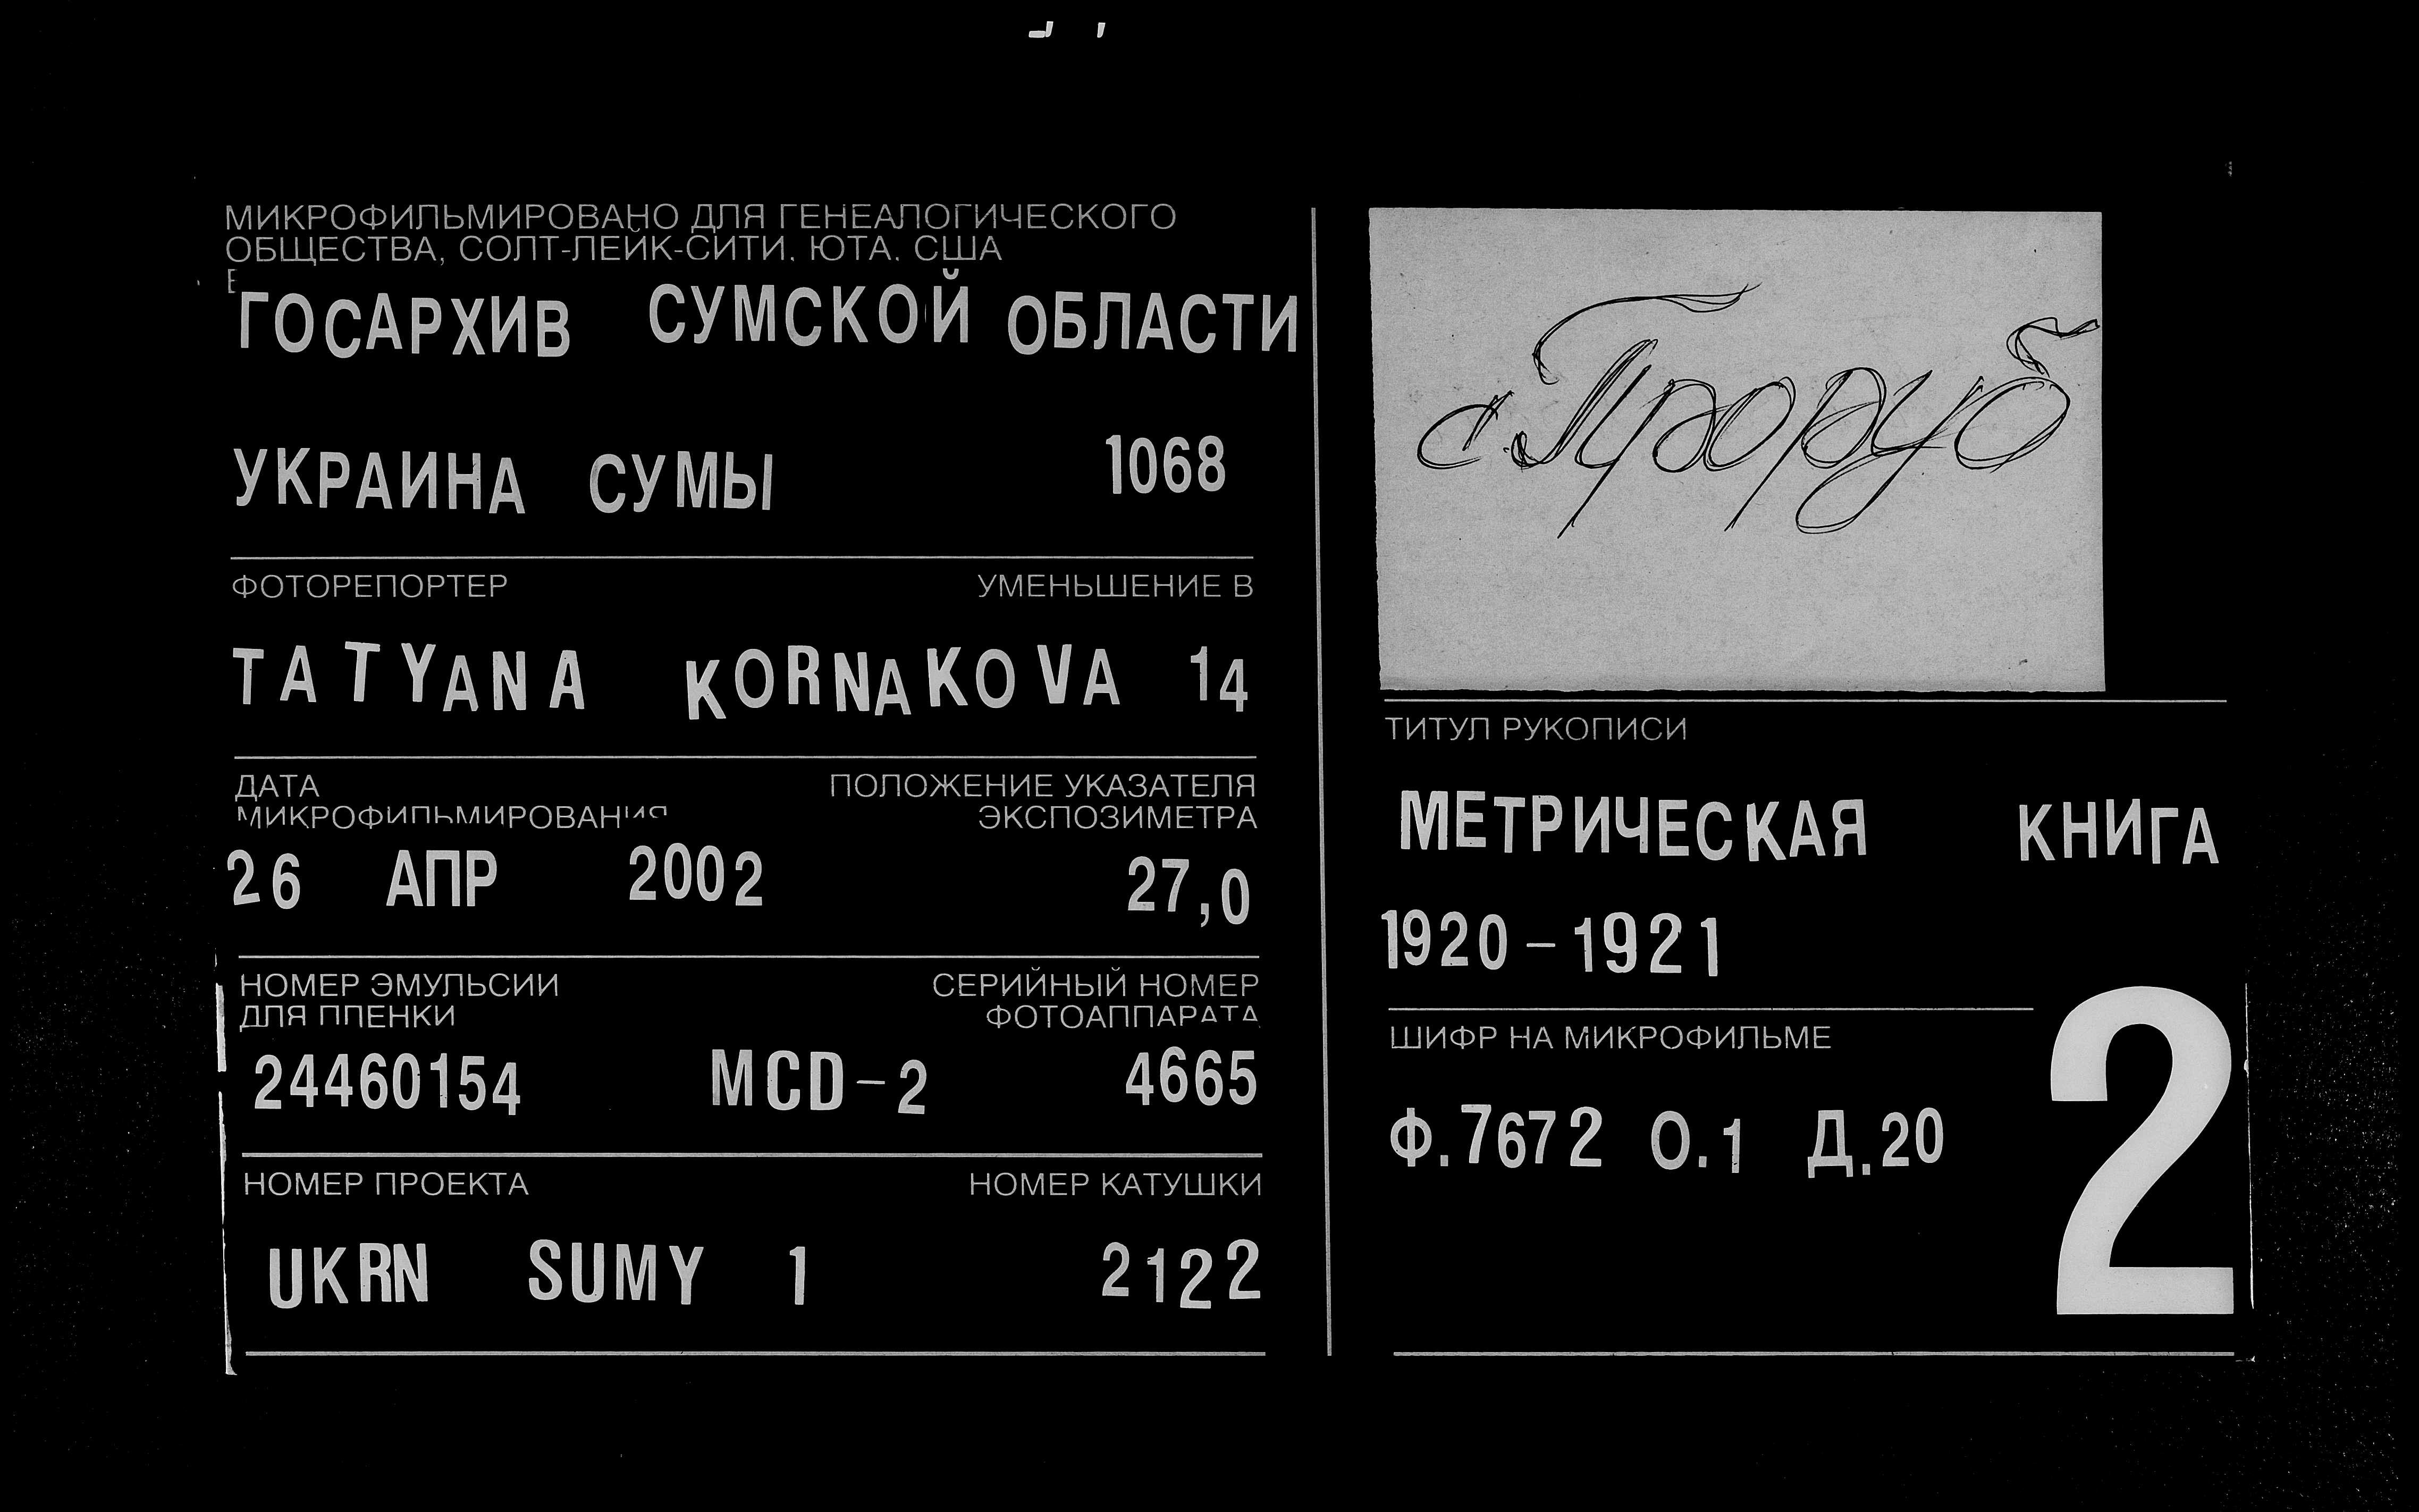 МИКРОФИЛЬМИРОВАНО ДЛЯ ГЕНЕАЛОГИЧЕСКОГО
ОБЩЕСТВА, СОЛТ-ЛЕЙК-СИТИ, ЮТА, США
ГОСАРХИВ СУМСКОЙ ОБЛАСТИ
УКРАИНА СУМЫ 1068
ФОТОРЕПОРТЕР УМЕНЬШЕНИЕ В
TATYANA KORNAKOVA 14
ДАТА ПОЛОЖЕНИЕ УКАЗАТЕЛЯ
МИКРОФИЛЬМИРОВАНИЯ ЭКСПОЗИМЕТРА
26 АПР 2002 27,0
НОМЕР ЭМУЛЬСИИ СЕРИЙНЫЙ НОМЕР
ДЛЯ ПЛЕНКИ ФОТОАППАРАТА
24460154 MCD-2 4665
НОМЕР ПРОЕКТА НОМЕР КАТУШКИ
UKRN SUMY 1 2122
с. Проруб
ТИТУЛ РУКОПИСИ
МЕТРИЧЕСКАЯ КНИГА
1920-1921
ШИФР НА МИКРОФИЛЬМЕ
Ф.7672 О.1 Д.20
2